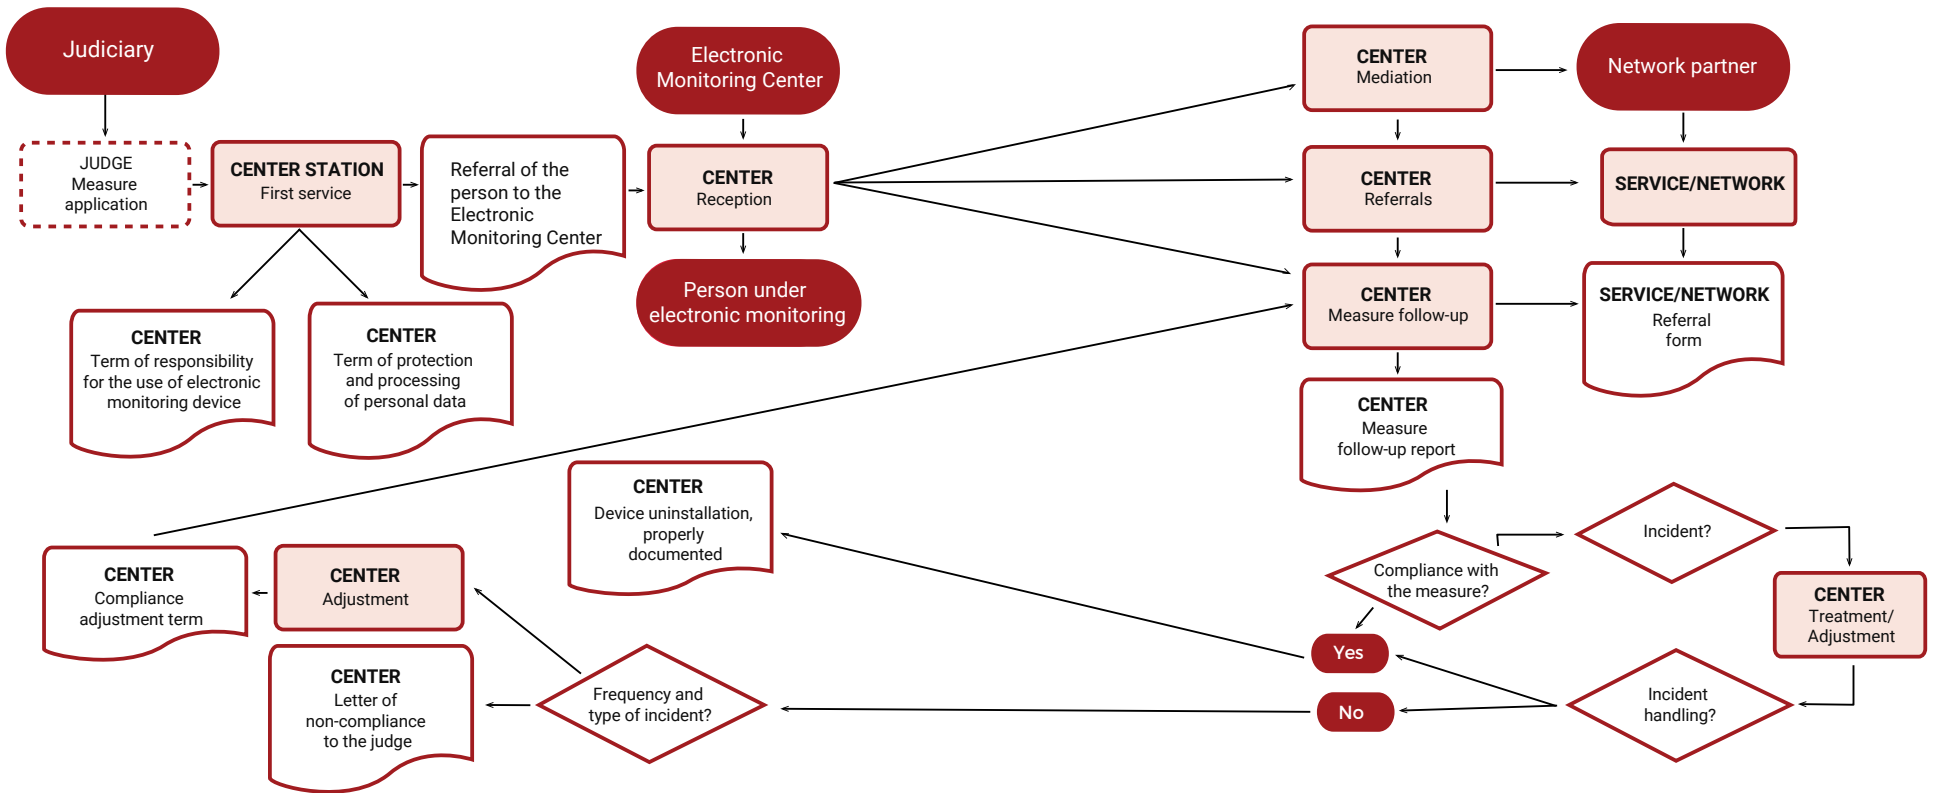 Judiciary
JUDGE
Measure
application
CENTER STATION
First service
Referral of the
person to the
Electronic
Monitoring Center
Electronic
Monitoring Center
CENTER
Reception
Person under
electronic monitoring
CENTER
Mediation
Network partner
CENTER
Referrals
SERVICE/NETWORK
CENTER
Measure follow-up
SERVICE/NETWORK
Referral
form
CENTER
Term of responsibility
for the use of electronic
monitoring device
CENTER
Term of protection
and processing
of personal data
CENTER
Measure
follow-up report
CENTER
Device uninstallation,
properly
documented
Compliance with
the measure?
Incident?
CENTER
Treatment/
Adjustment
CENTER
Compliance
adjustment term
CENTER
Adjustment
Yes
No
Incident
handling?
Frequency and
type of incident?
CENTER
Letter of
non-compliance
to the judge